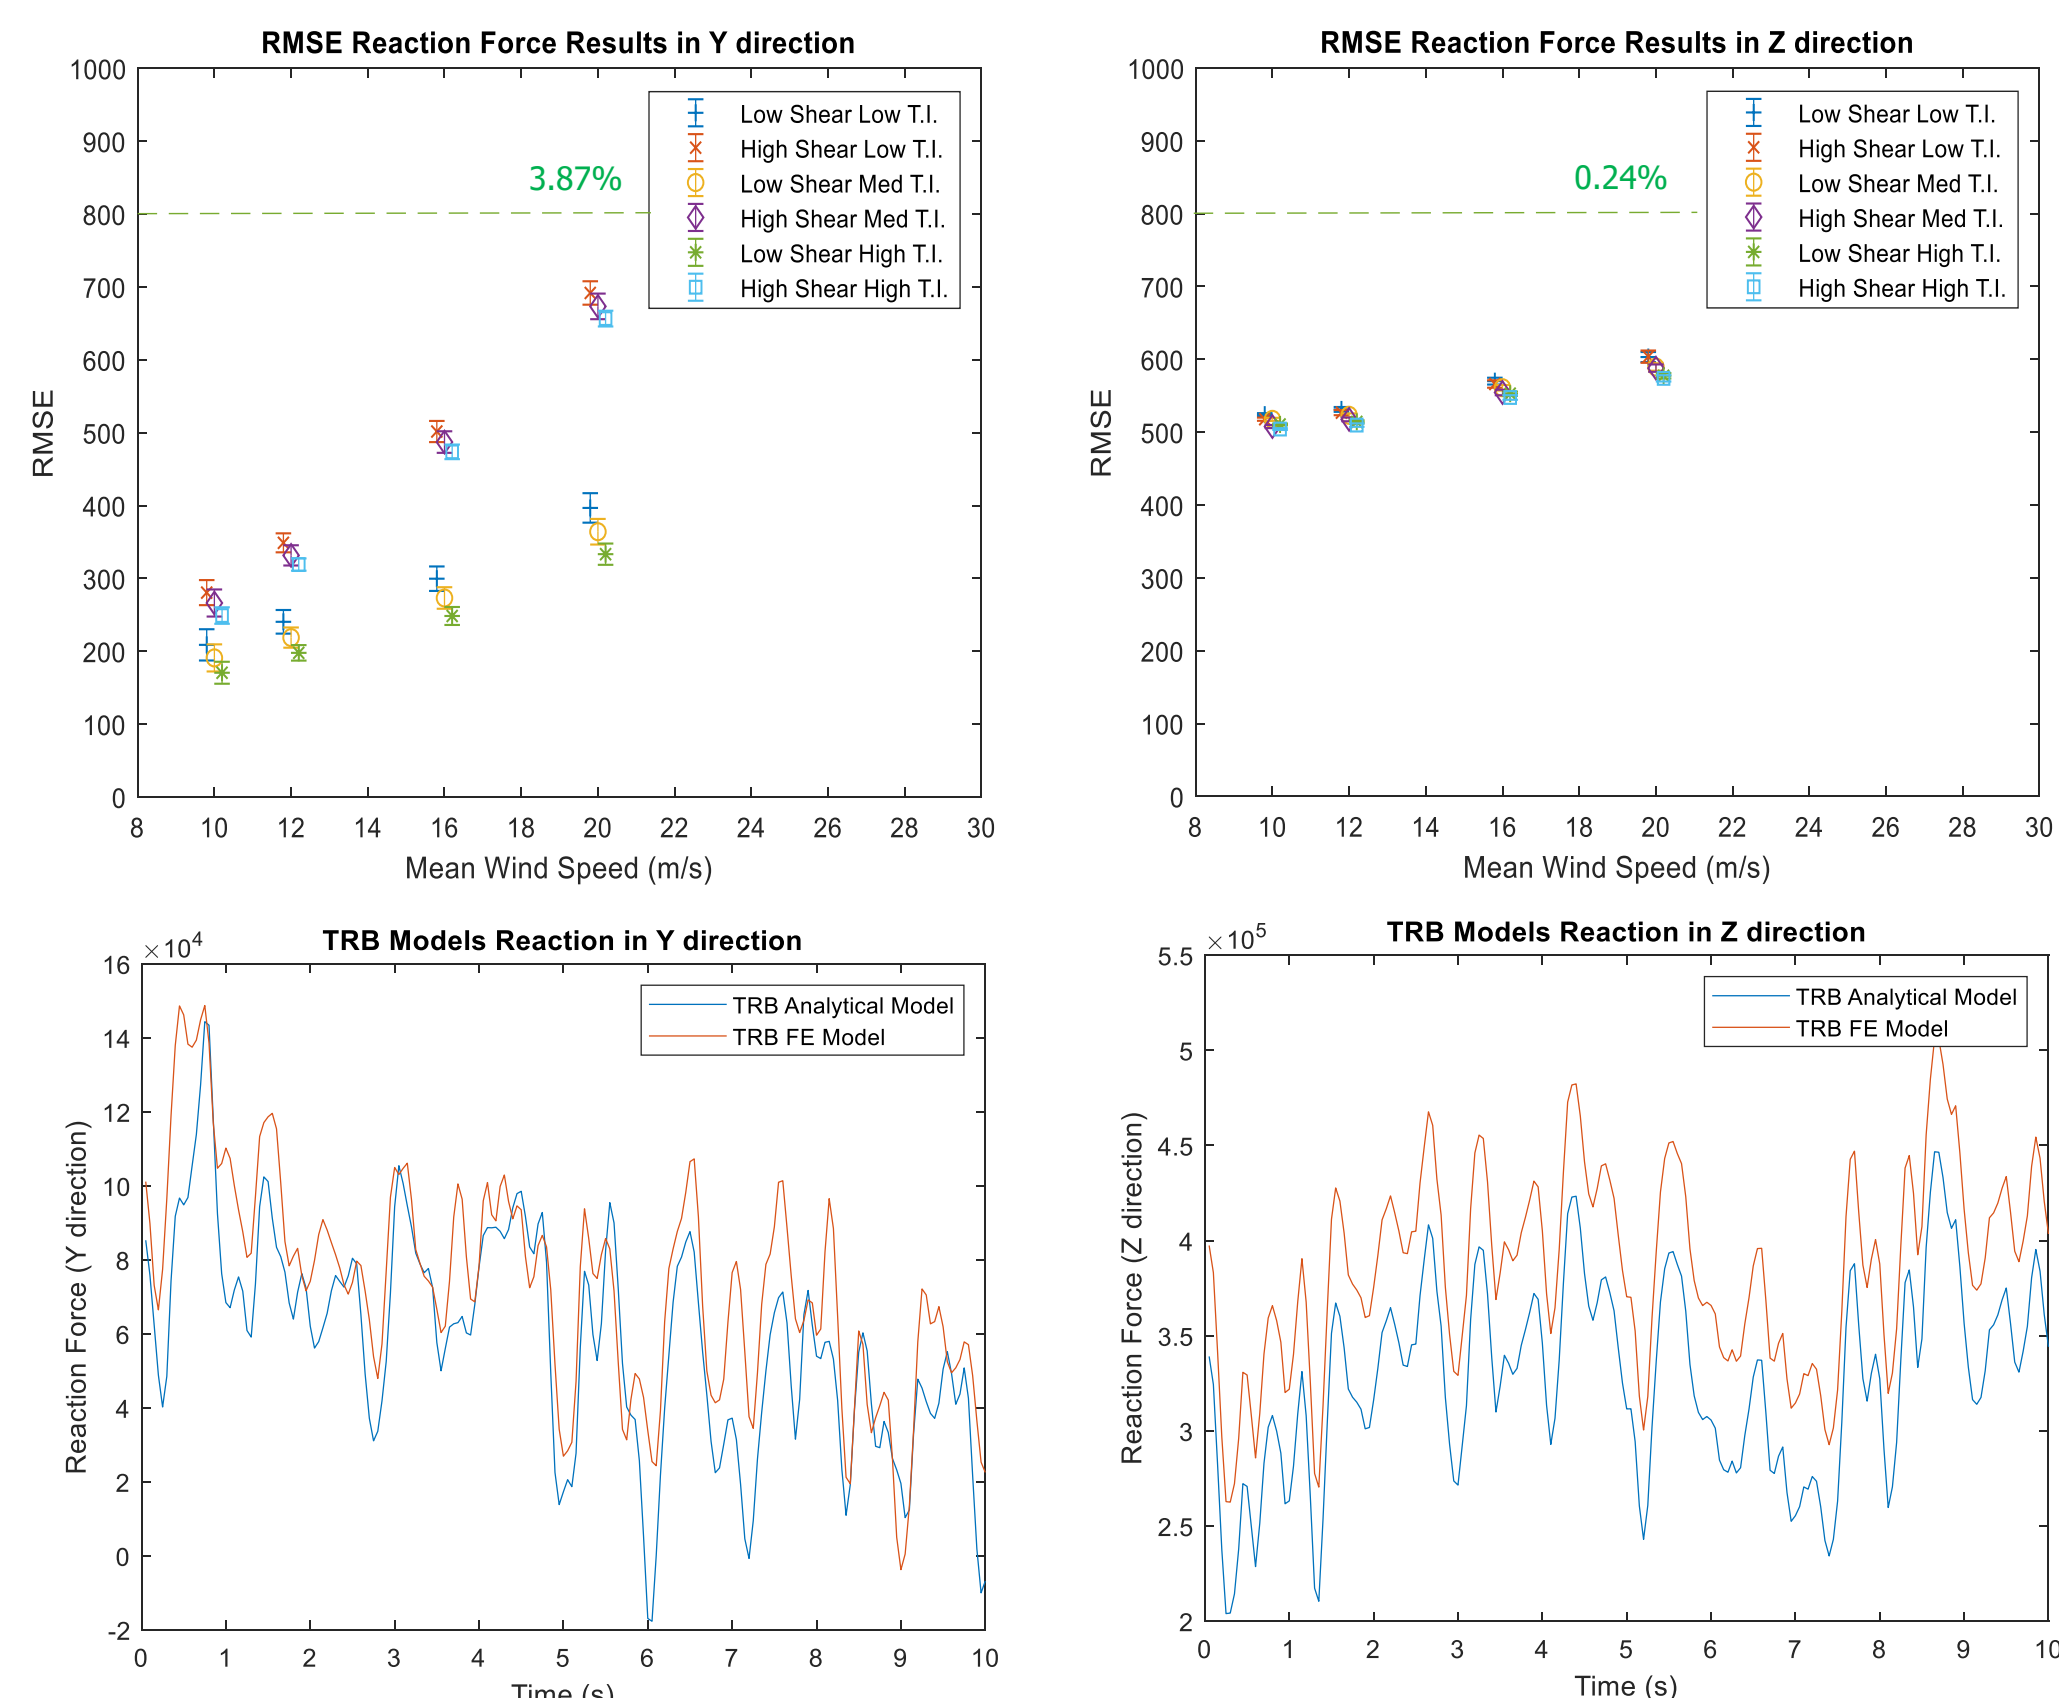 RMSE Reaction Force Results in Y direction
1000
900
800
700
600
500
400
300
200
100
0
RMSE
3.87%
Low Shear Low T.I.
High Shear Low T.I.
Low Shear Med T.I.
High Shear Med T.I.
Low Shear High T.I.
High Shear High T.I.
8 10 12 14 16 18 20 22 24 26 28 30
Mean Wind Speed (m/s)
RMSE Reaction Force Results in Z direction
1000
900
800
700
600
500
400
300
200
100
0
RMSE
0.24%
Low Shear Low T.I.
High Shear Low T.I.
Low Shear Med T.I.
High Shear Med T.I.
Low Shear High T.I.
High Shear High T.I.
8 10 12 14 16 18 20 22 24 26 28 30
Mean Wind Speed (m/s)
TRB Models Reaction in Y direction
×10⁴
16
14
12
10
8
6
4
2
0
-2
Reaction Force (Y direction)
TRB Analytical Model
TRB FE Model
0 1 2 3 4 5 6 7 8 9 10
Time (s)
TRB Models Reaction in Z direction
×10⁵
5.5
5
4.5
4
3.5
3
2.5
2
Reaction Force (Z direction)
TRB Analytical Model
TRB FE Model
0 1 2 3 4 5 6 7 8 9 10
Time (s)